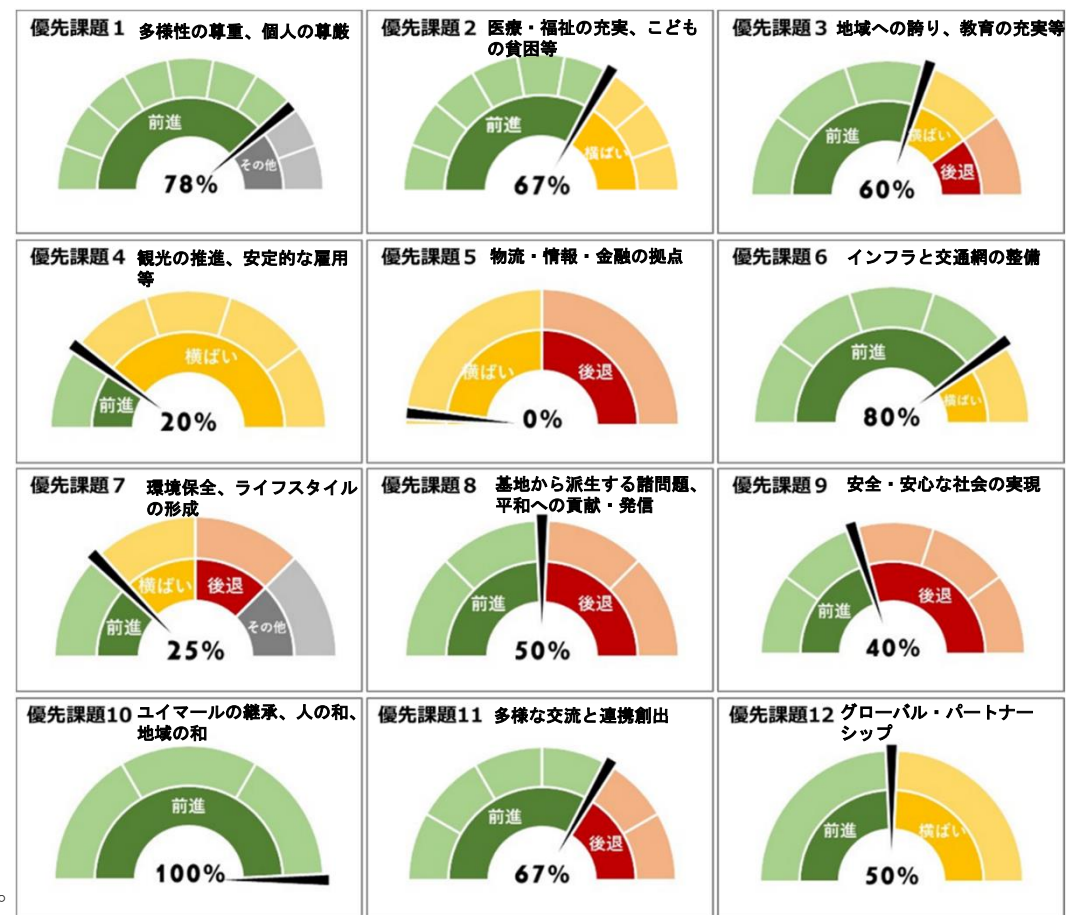 優先課題1 多様性の尊重、個人の尊厳
前進
その他
78%
優先課題2 医療・福祉の充実、こども
の貧困等
前進
横ばい
67%
優先課題3 地域への誇り、教育の充実等
前進
横ばい
後退
60%
優先課題4 観光の推進、安定的な雇用
等
横ばい
前進
20%
優先課題5 物流・情報・金融の拠点
横ばい
後退
0%
優先課題6 インフラと交通網の整備
前進
横ばい
80%
優先課題7 環境保全、ライフスタイル
の形成
横ばい
後退
前進
その他
25%
優先課題8 基地から派生する諸問題、
平和への貢献・発信
前進
後退
50%
優先課題9 安全・安心な社会の実現
前進
後退
40%
優先課題10 ユイマールの継承、人の和、
地域の和
前進
100%
優先課題11 多様な交流と連携創出
前進
後退
67%
優先課題12 グローバル・パートナー
シップ
前進
横ばい
50%
。